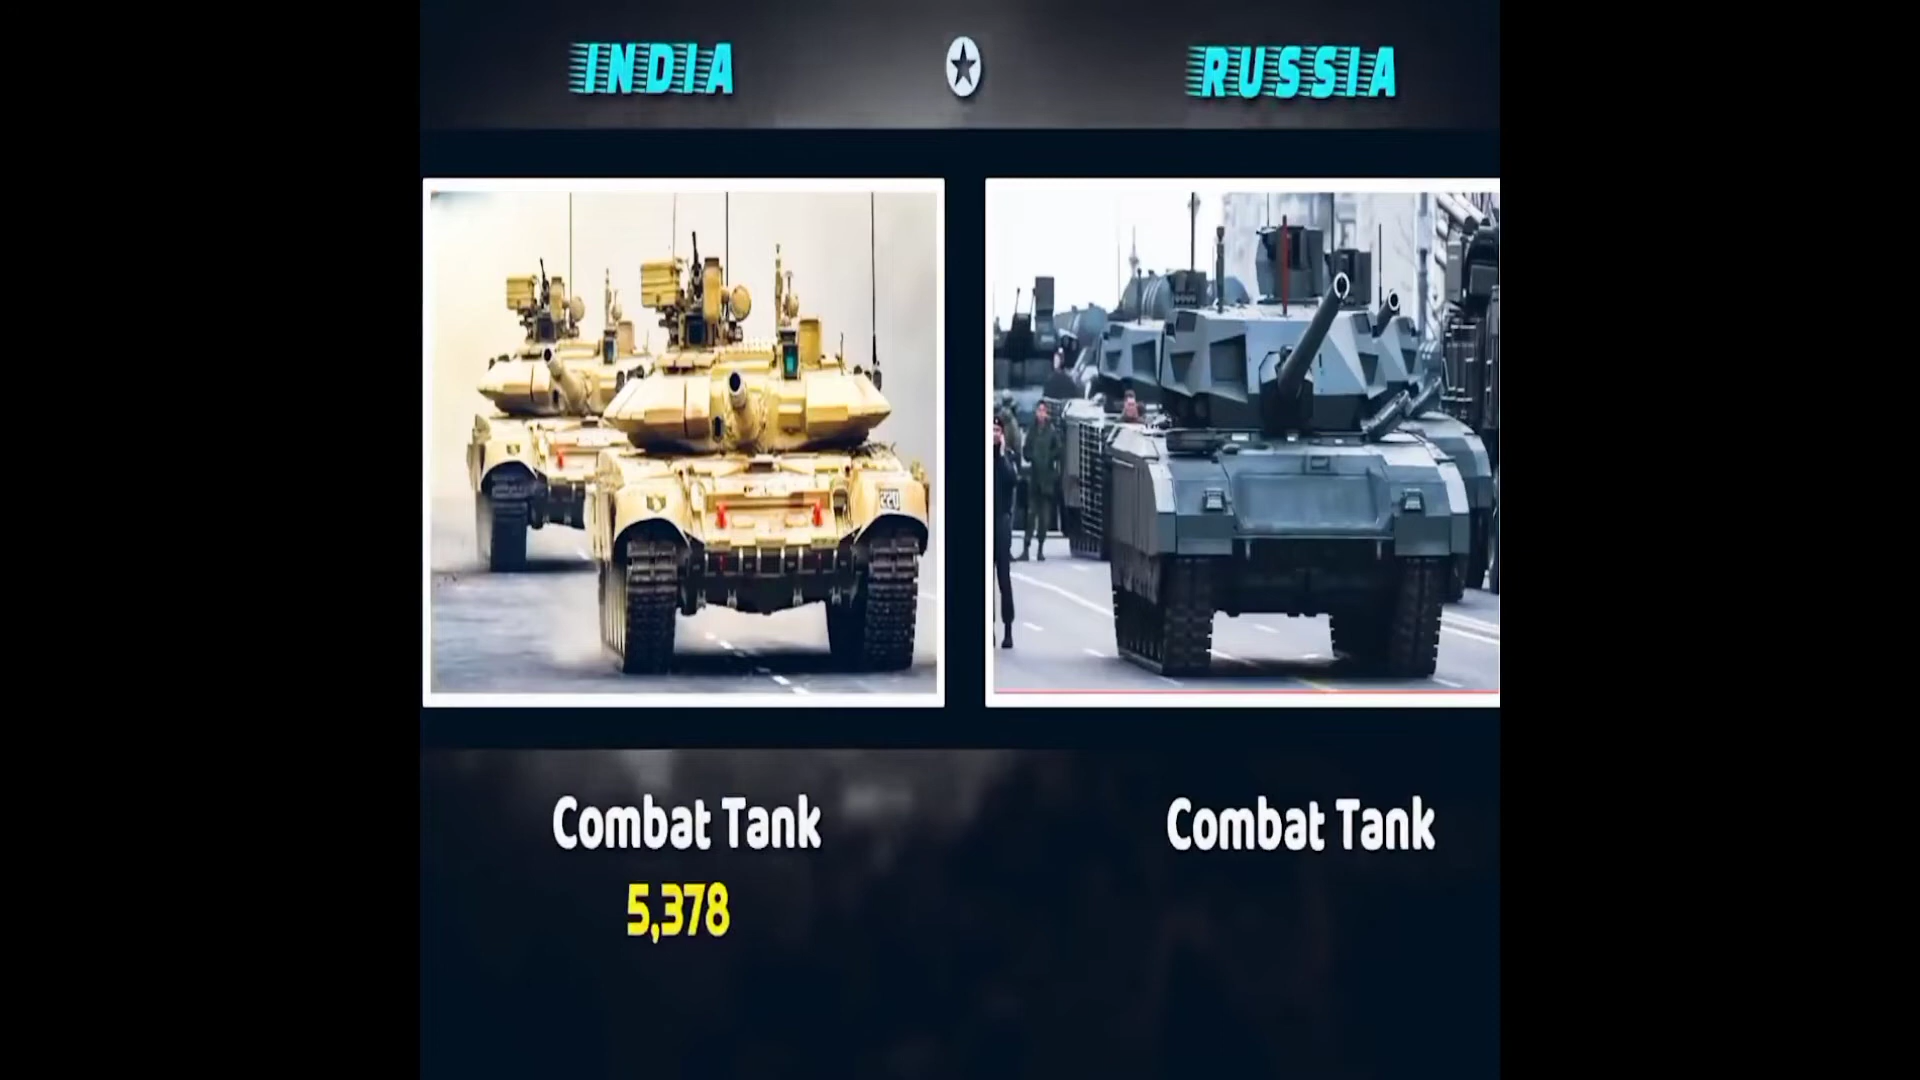 INDIA
RUSSIA
Combat Tank
5,378
Combat Tank